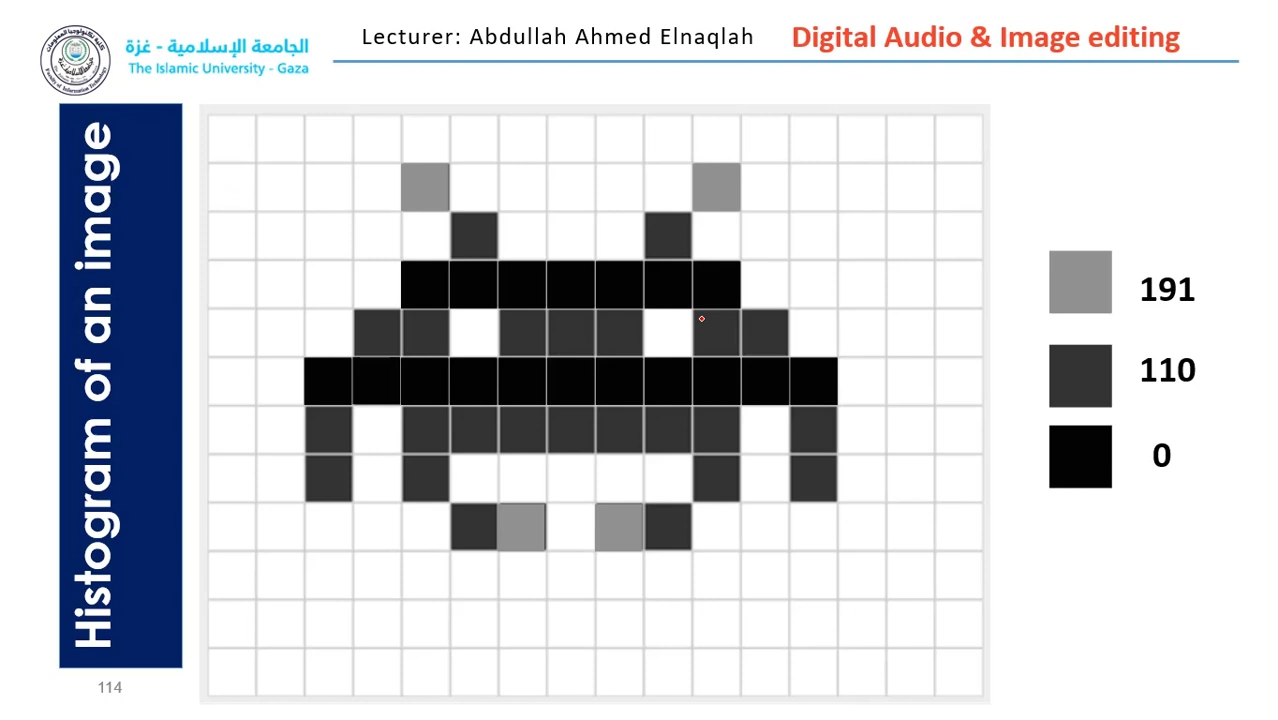 الجامعة الإسلامية - غزة
The Islamic University - Gaza
Lecturer: Abdullah Ahmed Elnaqlah
Digital Audio & Image editing
Histogram of an image
191
110
0
114